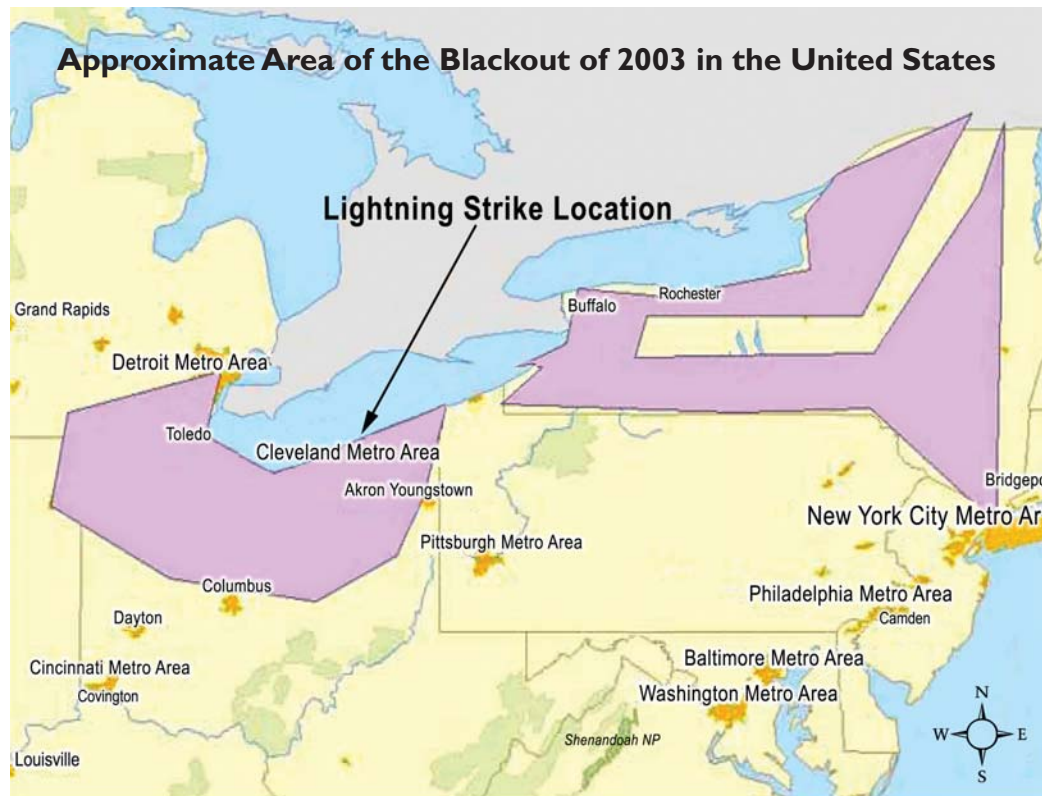 Approximate Area of the Blackout of 2003 in the United States
Lightning Strike Location
Grand Rapids
Buffalo
Rochester
Detroit Metro Area
Toledo
Cleveland Metro Area
Akron Youngstown
Bridgepo
New York City Metro Ar
Pittsburgh Metro Area
Columbus
Philadelphia Metro Area
Camden
Dayton
Cincinnati Metro Area
Covington
Baltimore Metro Area
Washington Metro Area
Shenandoah NP
Louisville
N
W
E
S